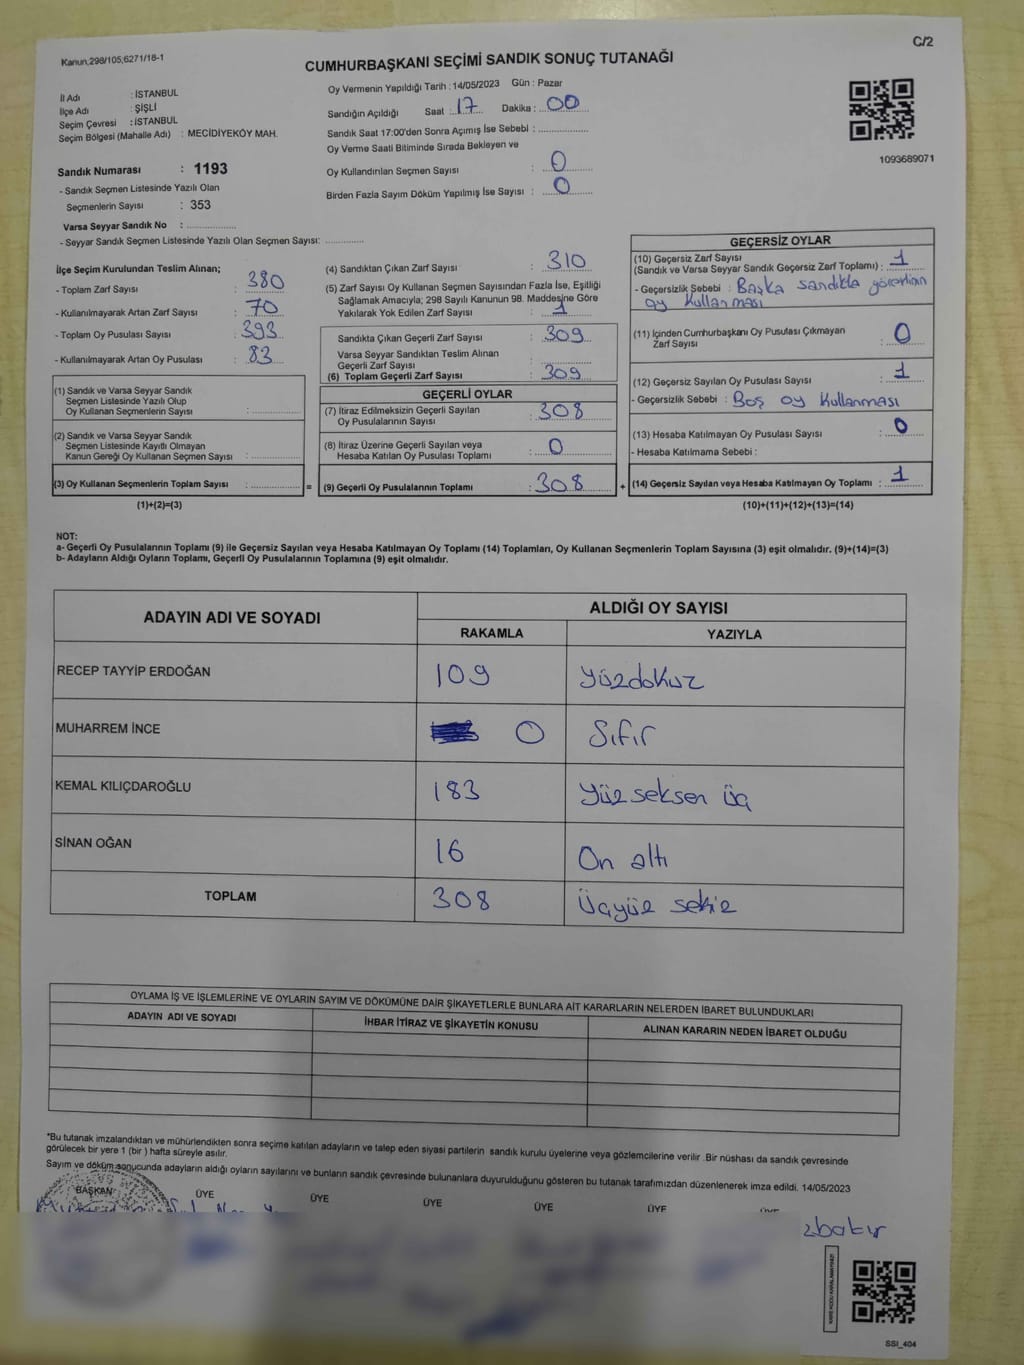 Kanun,298/105;6271/18-1
C/2
CUMHURBAŞKANI SEÇİMİ SANDIK SONUÇ TUTANAĞI
İl Adı : İSTANBUL
İlçe Adı : ŞİŞLİ
Seçim Çevresi : İSTANBUL
Seçim Bölgesi (Mahalle Adı) : MECİDİYEKÖY MAH.
Sandık Numarası : 1193
- Sandık Seçmen Listesinde Yazılı Olan
Seçmenlerin Sayısı : 353
Varsa Seyyar Sandık No : ....................
- Seyyar Sandık Seçmen Listesinde Yazılı Olan Seçmen Sayısı: ..............
Oy Vermenin Yapıldığı Tarih : 14/05/2023 Gün : Pazar
Sandığın Açıldığı Saat : 17 Dakika : 00
Sandık Saat 17:00'den Sonra Açımış İse Sebebi : ....................
Oy Verme Saati Bitiminde Sırada Bekleyen ve
Oy Kullandırılan Seçmen Sayısı : 0
Birden Fazla Sayım Döküm Yapılmış İse Sayısı : 0
1093689071
İlçe Seçim Kurulundan Teslim Alınan;
- Toplam Zarf Sayısı : 380
- Kullanılmayarak Artan Zarf Sayısı : 70
- Toplam Oy Pusulası Sayısı : 393
- Kullanılmayarak Artan Oy Pusulası : 83
(1) Sandık ve Varsa Seyyar Sandık
Seçmen Listesinde Yazılı Olup
Oy Kullanan Seçmenlerin Sayısı : ..............
(2) Sandık ve Varsa Seyyar Sandık
Seçmen Listesinde Kayıtlı Olmayan
Kanun Gereği Oy Kullanan Seçmen Sayısı : ..............
(3) Oy Kullanan Seçmenlerin Toplam Sayısı : .............. =
(1)+(2)=(3)
(4) Sandıktan Çıkan Zarf Sayısı : 310
(5) Zarf Sayısı Oy Kullanan Seçmen Sayısından Fazla İse, Eşitliği
Sağlamak Amacıyla; 298 Sayılı Kanunun 98. Maddesine Göre
Yakılarak Yok Edilen Zarf Sayısı : 1
Sandıkta Çıkan Geçerli Zarf Sayısı : 309
Varsa Seyyar Sandıktan Teslim Alınan
Geçerli Zarf Sayısı : ..............
(6) Toplam Geçerli Zarf Sayısı : 309
GEÇERLİ OYLAR
(7) İtiraz Edilmeksizin Geçerli Sayılan
Oy Pusulalarının Sayısı : 308
(8) İtiraz Üzerine Geçerli Sayılan veya
Hesaba Katılan Oy Pusulası Toplamı : 0
(9) Geçerli Oy Pusulalarının Toplamı : 308 +
GEÇERSİZ OYLAR
(10) Geçersiz Zarf Sayısı
(Sandık ve Varsa Seyyar Sandık Geçersiz Zarf Toplamı) : 1
- Geçersizlik Sebebi : Başka sandıkta
oy kullanması
(11) İçinden Cumhurbaşkanı Oy Pusulası Çıkmayan
Zarf Sayısı : 0
(12) Geçersiz Sayılan Oy Pusulası Sayısı : 1
- Geçersizlik Sebebi : Boş oy kullanması
(13) Hesaba Katılmayan Oy Pusulası Sayısı : 0
- Hesaba Katılmama Sebebi :
(14) Geçersiz Sayılan veya Hesaba Katılmayan Oy Toplamı : 1
(10)+(11)+(12)+(13)=(14)
NOT:
a- Geçerli Oy Pusulalarının Toplamı (9) ile Geçersiz Sayılan veya Hesaba Katılmayan Oy Toplamı (14) Toplamları, Oy Kullanan Seçmenlerin Toplam Sayısına (3) eşit olmalıdır. (9)+(14)=(3)
b- Adayların Aldığı Oyların Toplamı, Geçerli Oy Pusulalarının Toplamına (9) eşit olmalıdır.
ADAYIN ADI VE SOYADI
ALDIĞI OY SAYISI
RAKAMLA YAZIYLA
RECEP TAYYİP ERDOĞAN 109 yüzdokuz
MUHARREM İNCE 0 Sıfır
KEMAL KILIÇDAROĞLU 183 yüz seksen üç
SİNAN OĞAN 16 On altı
TOPLAM 308 Üçyüz sekiz
OYLAMA İŞ VE İŞLEMLERİNE VE OYLARIN SAYIM VE DÖKÜMÜNE DAİR ŞİKAYETLERLE BUNLARA AİT KARARLARIN NELERDEN İBARET BULUNDUKLARI
ADAYIN ADI VE SOYADI İHBAR İTİRAZ VE ŞİKAYETİN KONUSU ALINAN KARARIN NEDEN İBARET OLDUĞU
*Bu tutanak imzalandıktan ve mühürlendikten sonra seçime katılan adayların ve talep eden siyasi partilerin sandık kurulu üyelerine veya gözlemcilerine verilir .Bir nüshası da sandık çevresinde
görülecek bir yere 1 (bir ) hafta süreyle asılır.
Sayım ve döküm sonucunda adayların aldığı oyların sayılarını ve bunların sandık çevresinde bulunanlara duyurulduğunu gösteren bu tutanak tarafımızdan düzenlenerek imza edildi. 14/05/2023
BAŞKAN ÜYE ÜYE ÜYE ÜYE ÜYE ÜYE
SSI_404